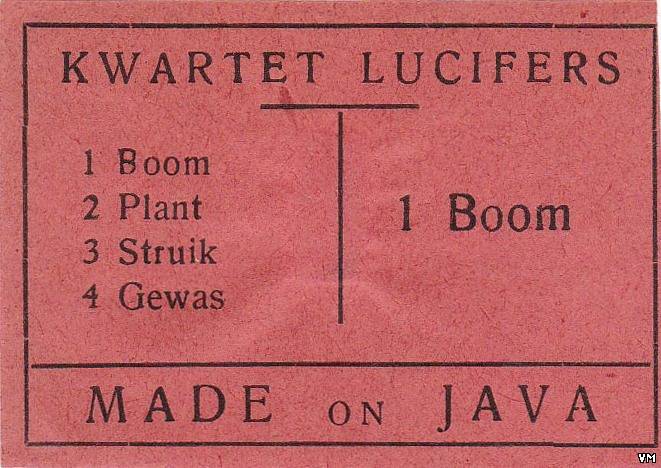 KWARTET LUCIFERS
1 Boom
2 Plant
3 Struik
4 Gewas
1 Boom
MADE ON JAVA
VM